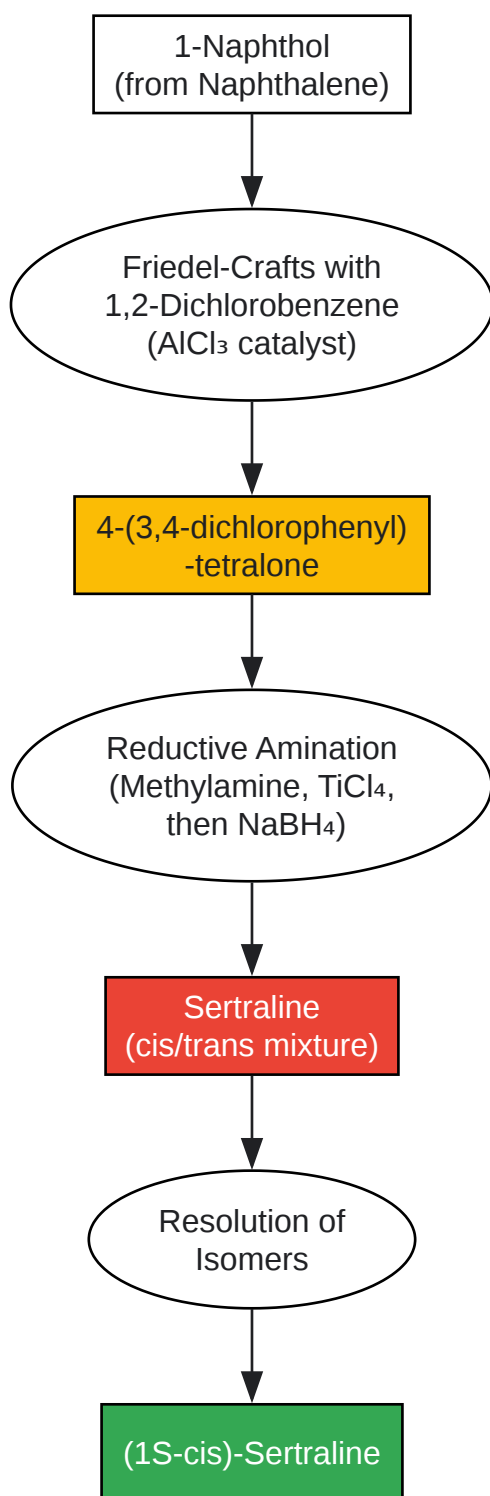 1-Naphthol
(from Naphthalene)
Friedel-Crafts with
1,2-Dichlorobenzene
(AlCl₃ catalyst)
4-(3,4-dichlorophenyl)
-tetralone
Reductive Amination
(Methylamine, TiCl₄,
then NaBH₄)
Sertraline
(cis/trans mixture)
Resolution of
Isomers
(1S-cis)-Sertraline